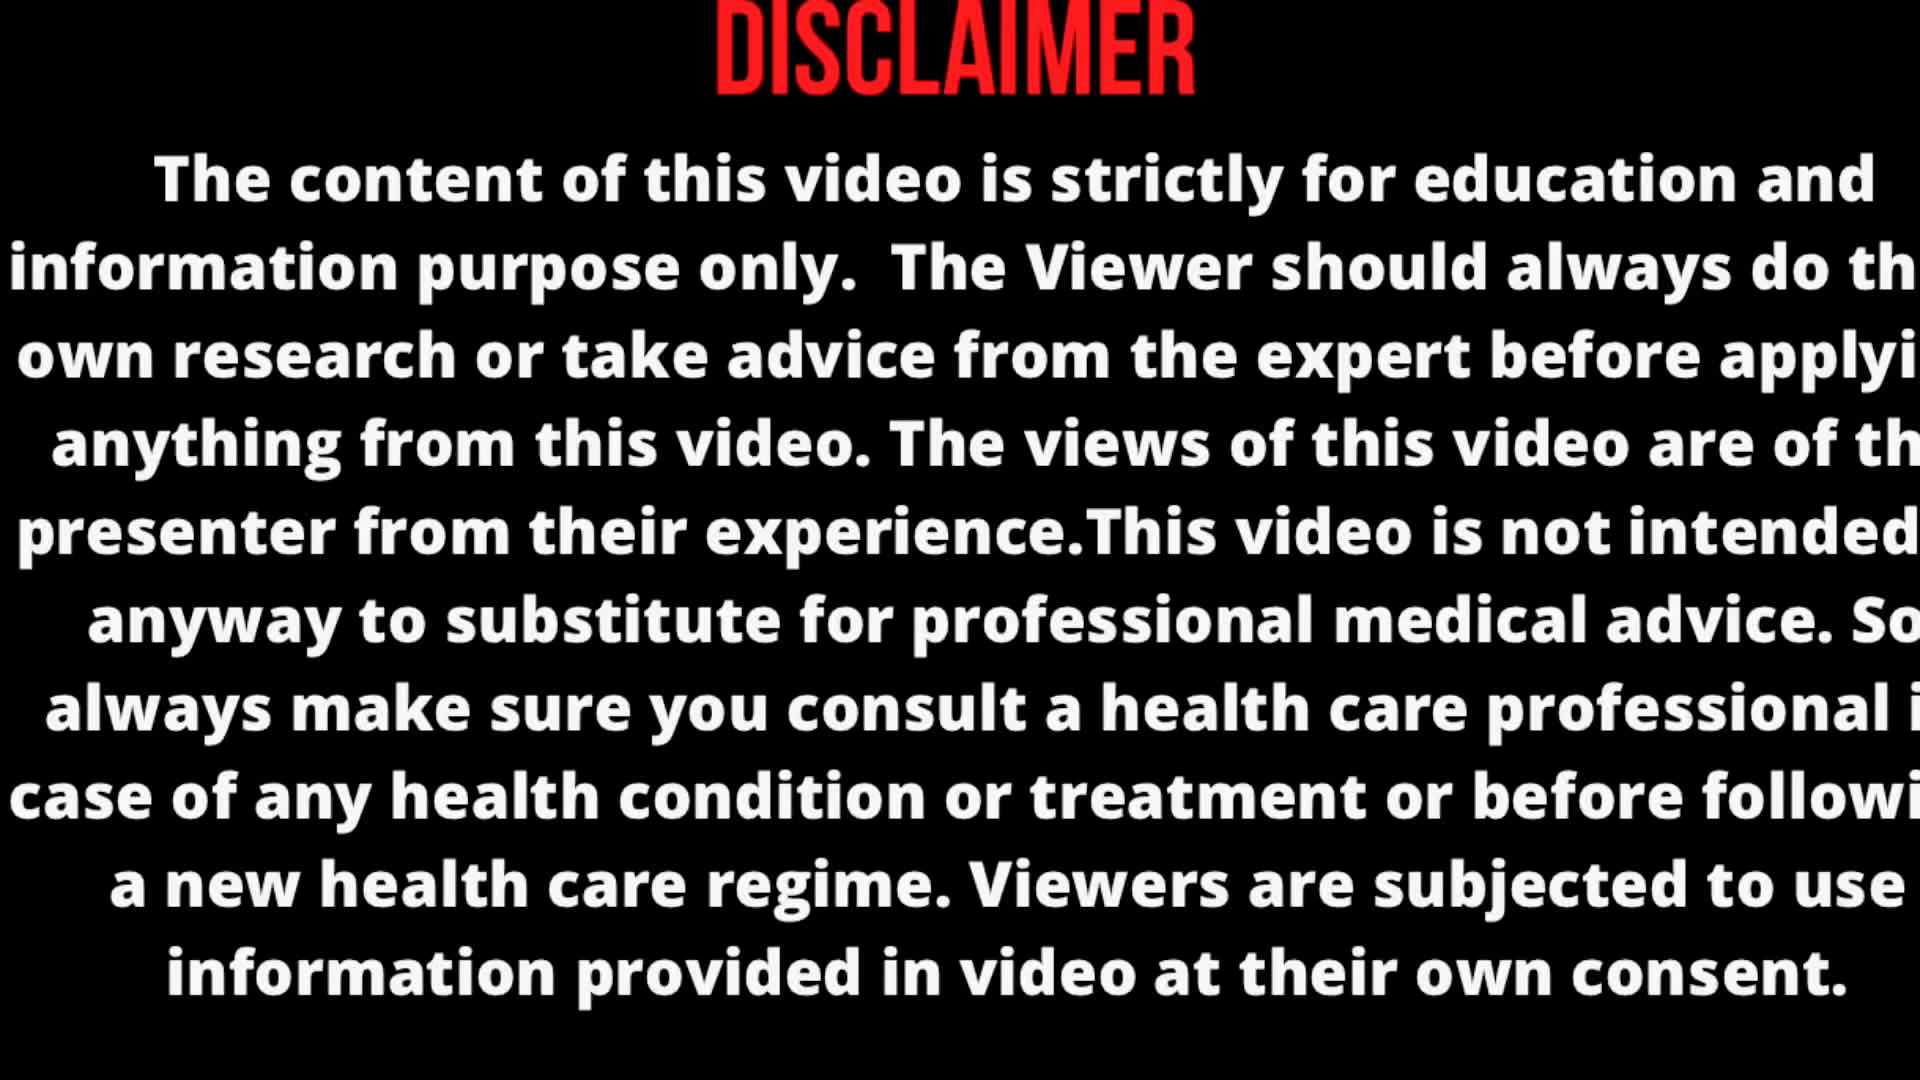 DISCLAIMER
The content of this video is strictly for education and
information purpose only. The Viewer should always do th
own research or take advice from the expert before applyi
anything from this video. The views of this video are of th
presenter from their experience.This video is not intended
anyway to substitute for professional medical advice. So
always make sure you consult a health care professional i
case of any health condition or treatment or before followi
a new health care regime. Viewers are subjected to use
information provided in video at their own consent.